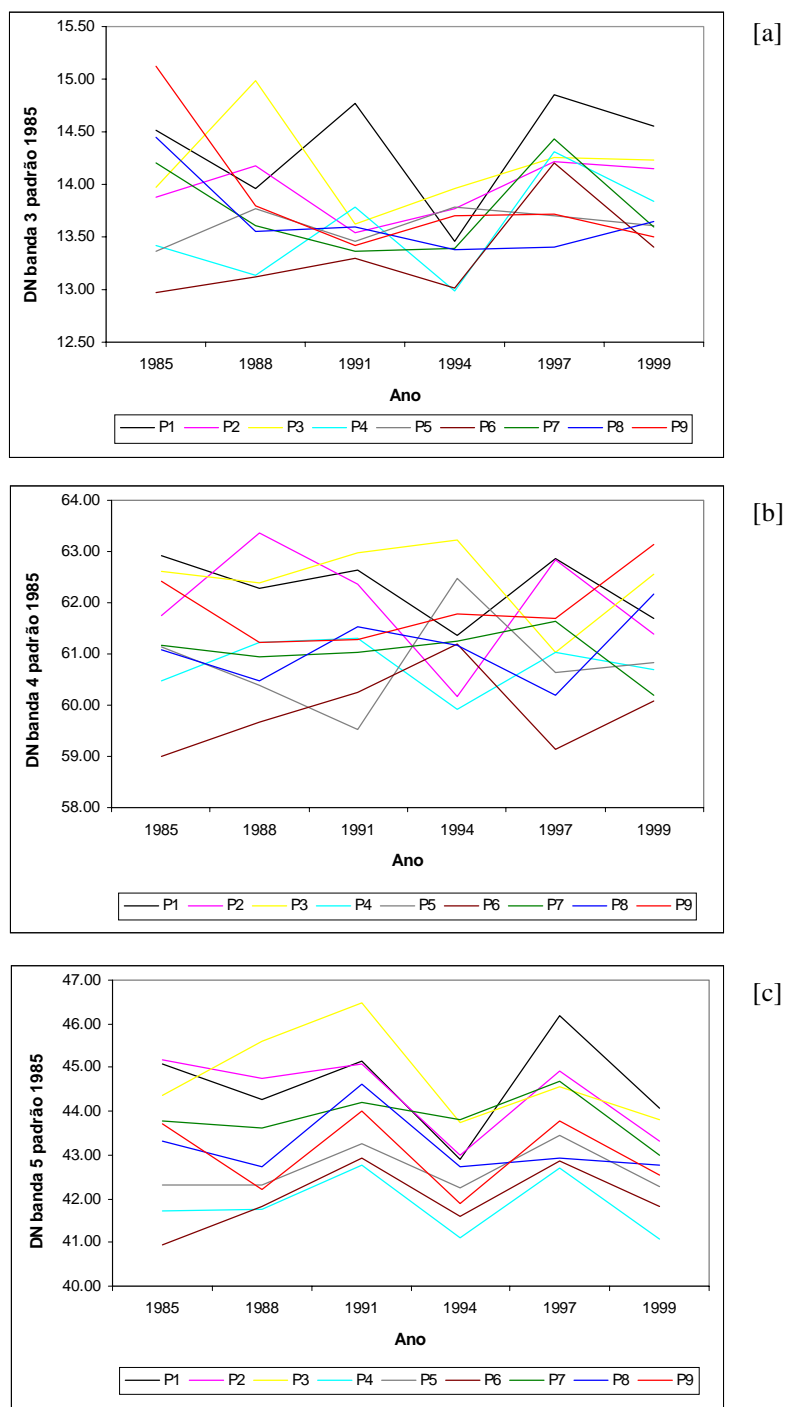 [a]
DN banda 3 padrão 1985
15.50
15.00
14.50
14.00
13.50
13.00
12.50
1985 1988 1991 1994 1997 1999
Ano
P1 P2 P3 P4 P5 P6 P7 P8 P9
[b]
DN banda 4 padrão 1985
64.00
63.00
62.00
61.00
60.00
59.00
58.00
1985 1988 1991 1994 1997 1999
Ano
P1 P2 P3 P4 P5 P6 P7 P8 P9
[c]
DN banda 5 padrão 1985
47.00
46.00
45.00
44.00
43.00
42.00
41.00
40.00
1985 1988 1991 1994 1997 1999
Ano
P1 P2 P3 P4 P5 P6 P7 P8 P9